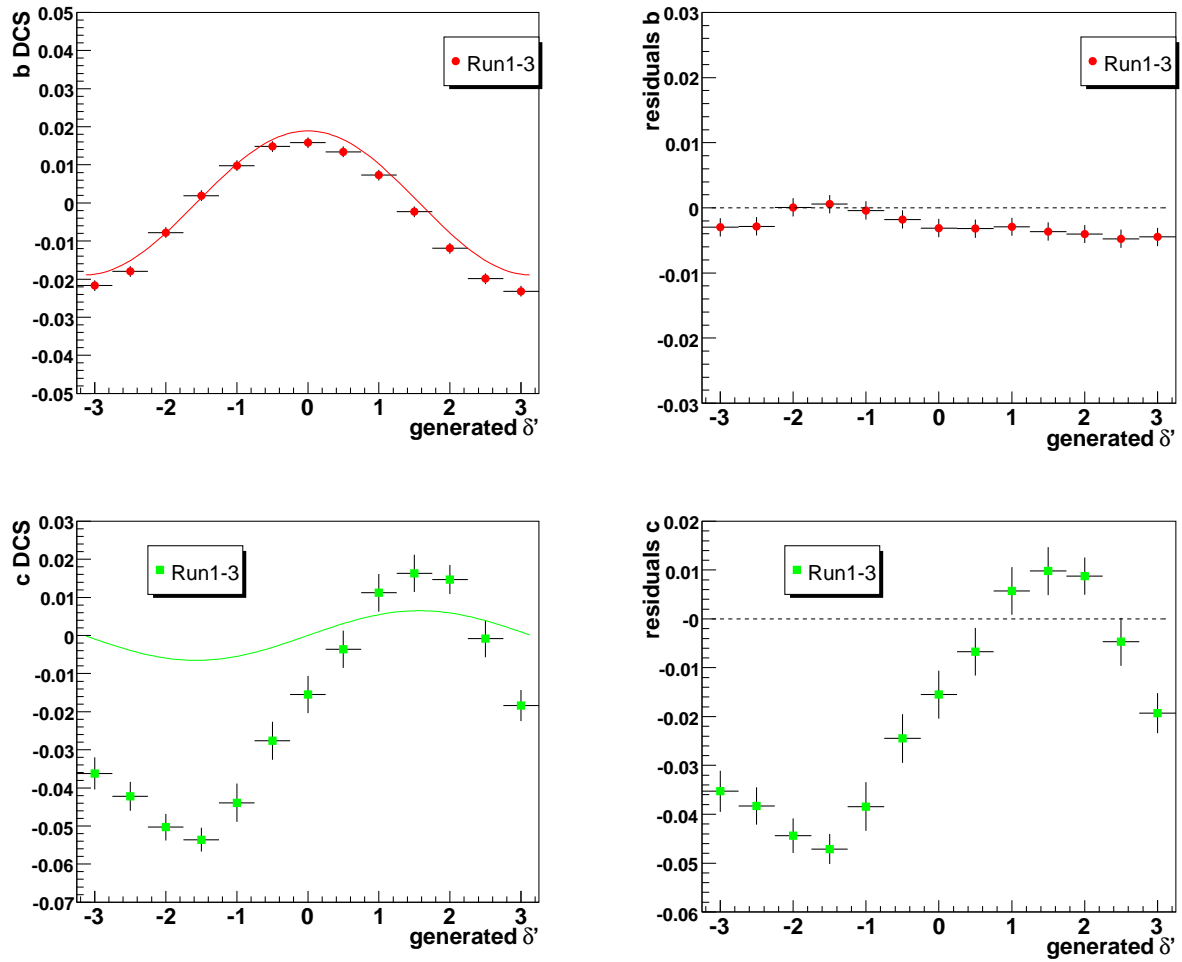 b DCS
0.05
0.04
0.03
0.02
0.01
0
-0.01
-0.02
-0.03
-0.04
-0.05
Run1-3
-3 -2 -1 0 1 2 3
generated δ’
residuals b
0.03
0.02
0.01
0
-0.01
-0.02
-0.03
Run1-3
-3 -2 -1 0 1 2 3
generated δ’
c DCS
0.03
0.02
0.01
0
-0.01
-0.02
-0.03
-0.04
-0.05
-0.06
-0.07
Run1-3
-3 -2 -1 0 1 2 3
generated δ’
residuals c
0.02
0.01
-0
-0.01
-0.02
-0.03
-0.04
-0.05
-0.06
Run1-3
-3 -2 -1 0 1 2 3
generated δ’